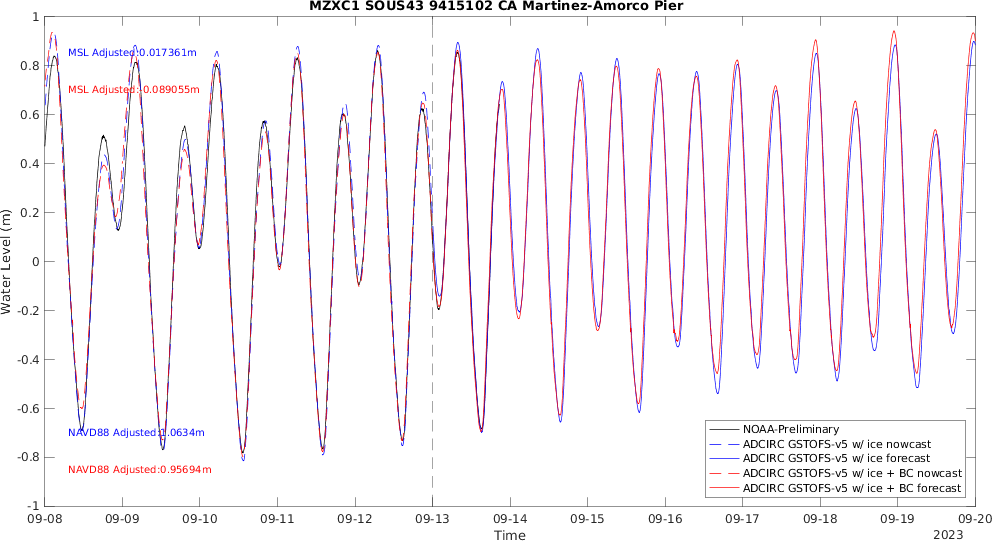 MZXC1 SOUS43 9415102 CA Martinez-Amorco Pier
1
0.8
0.6
0.4
0.2
0
-0.2
-0.4
-0.6
-0.8
-1
Water Level (m)
MSL Adjusted:0.017361m
MSL Adjusted:-0.089055m
NAVD88 Adjusted:1.0634m
NAVD88 Adjusted:0.95694m
NOAA-Preliminary
ADCIRC GSTOFS-v5 w/ ice nowcast
ADCIRC GSTOFS-v5 w/ ice forecast
ADCIRC GSTOFS-v5 w/ ice + BC nowcast
ADCIRC GSTOFS-v5 w/ ice + BC forecast
09-08 09-09 09-10 09-11 09-12 09-13 09-14 09-15 09-16 09-17 09-18 09-19 09-20
Time
2023